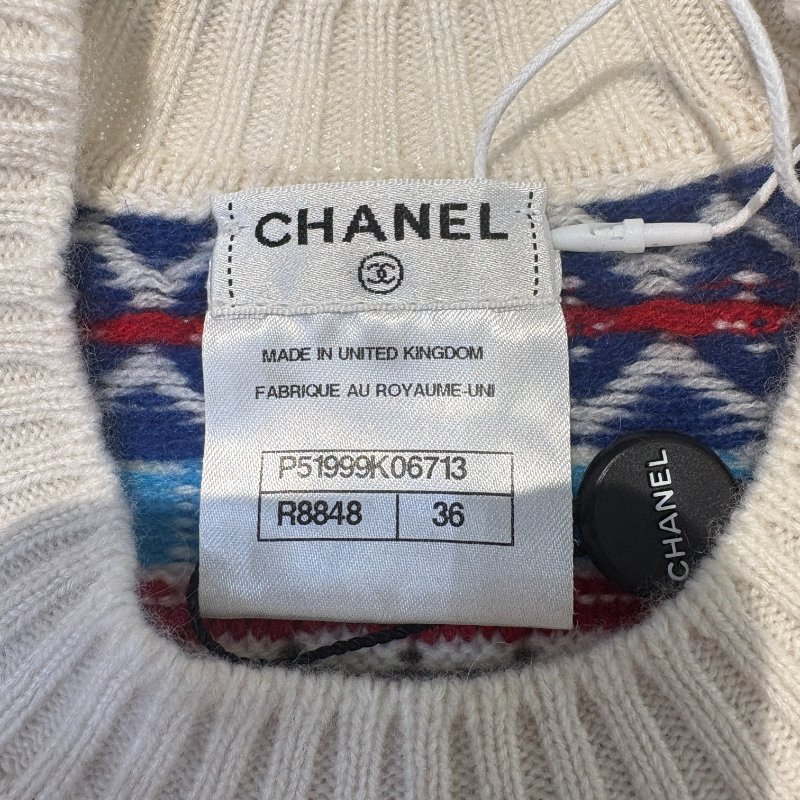 CHANEL
MADE IN UNITED KINGDOM
FABRIQUE AU ROYAUME-UNI
P51999K06713
R8848 36
CHANEL